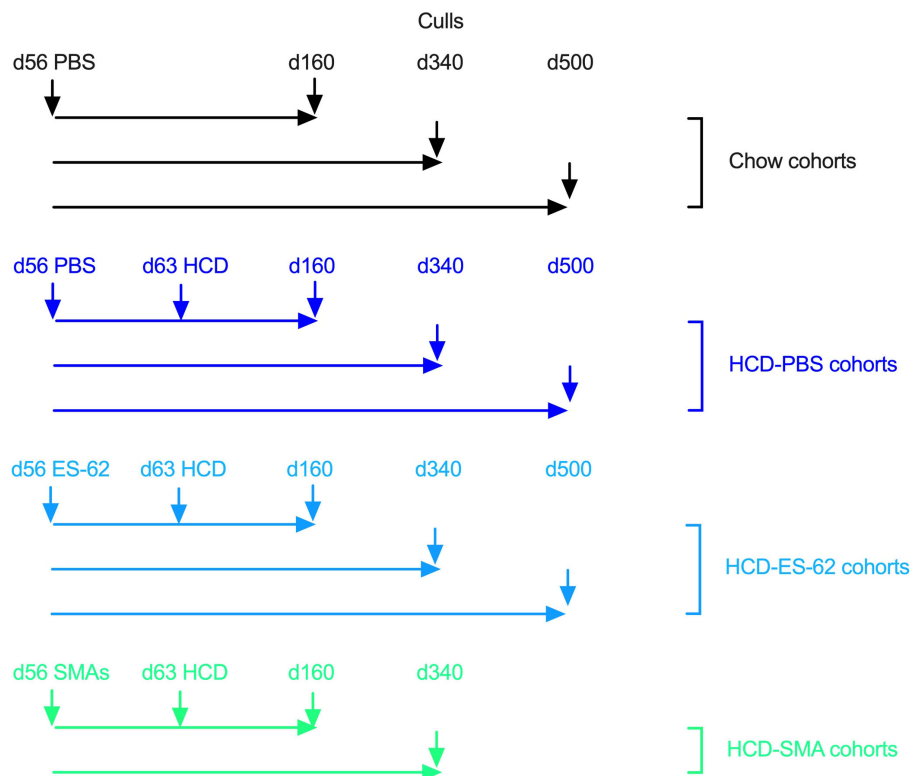 Culls
d56 PBS d160 d340 d500
Chow cohorts
d56 PBS d63 HCD d160 d340 d500
HCD-PBS cohorts
d56 ES-62 d63 HCD d160 d340 d500
HCD-ES-62 cohorts
d56 SMAs d63 HCD d160 d340
HCD-SMA cohorts